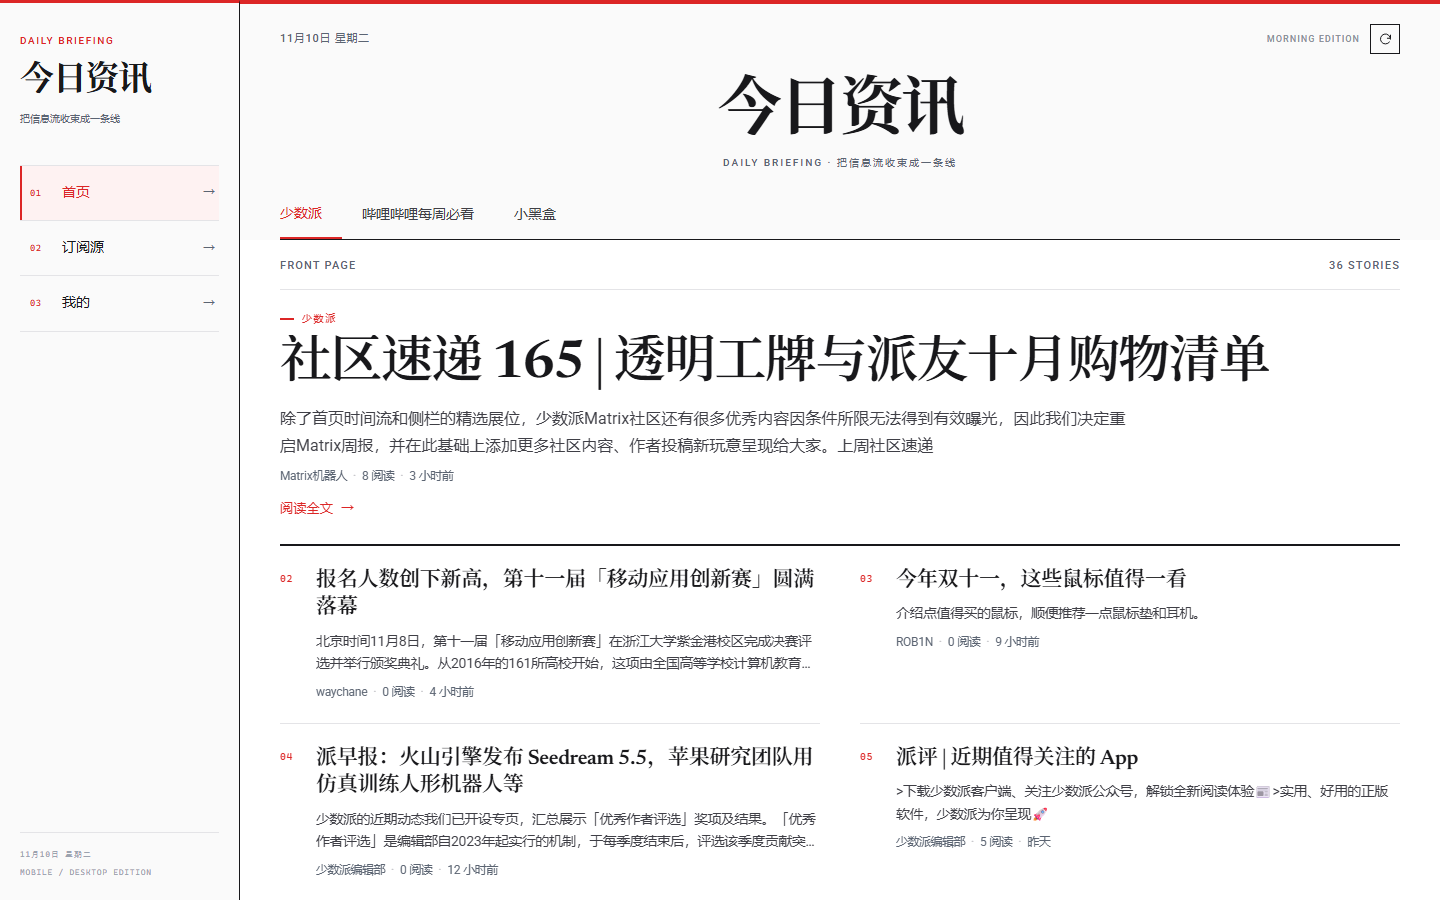 DAILY BRIEFING
今日资讯
把信息流收束成一条线
01 首页 →
02 订阅源 →
03 我的 →
11月10日 星期二
MOBILE / DESKTOP EDITION
11月10日 星期二
MORNING EDITION
今日资讯
DAILY BRIEFING · 把信息流收束成一条线
少数派 哔哩哔哩每周必看 小黑盒
FRONT PAGE 36 STORIES
少数派
社区速递 165 | 透明工牌与派友十月购物清单
除了首页时间流和侧栏的精选展位，少数派Matrix社区还有很多优秀内容因条件所限无法得到有效曝光，因此我们决定重
启Matrix周报，并在此基础上添加更多社区内容、作者投稿新玩意呈现给大家。上周社区速递
Matrix机器人 · 8 阅读 · 3 小时前
阅读全文 →
02 报名人数创下新高，第十一届「移动应用创新赛」圆满
落幕
北京时间11月8日，第十一届「移动应用创新赛」在浙江大学紫金港校区完成决赛评
选并举行颁奖典礼。从2016年的161所高校开始，这项由全国高等学校计算机教育...
waychane · 0 阅读 · 4 小时前
03 今年双十一，这些鼠标值得一看
介绍点值得买的鼠标，顺便推荐一点鼠标垫和耳机。
ROB1N · 0 阅读 · 9 小时前
04 派早报：火山引擎发布 Seedream 5.5，苹果研究团队用
仿真训练人形机器人等
少数派的近期动态我们已开设专页，汇总展示「优秀作者评选」奖项及结果。「优秀
作者评选」是编辑部自2023年起实行的机制，于每季度结束后，评选该季度贡献突...
少数派编辑部 · 0 阅读 · 12 小时前
05 派评 | 近期值得关注的 App
>下载少数派客户端、关注少数派公众号，解锁全新阅读体验📰 >实用、好用的正版
软件，少数派为你呈现🚀
少数派编辑部 · 5 阅读 · 昨天